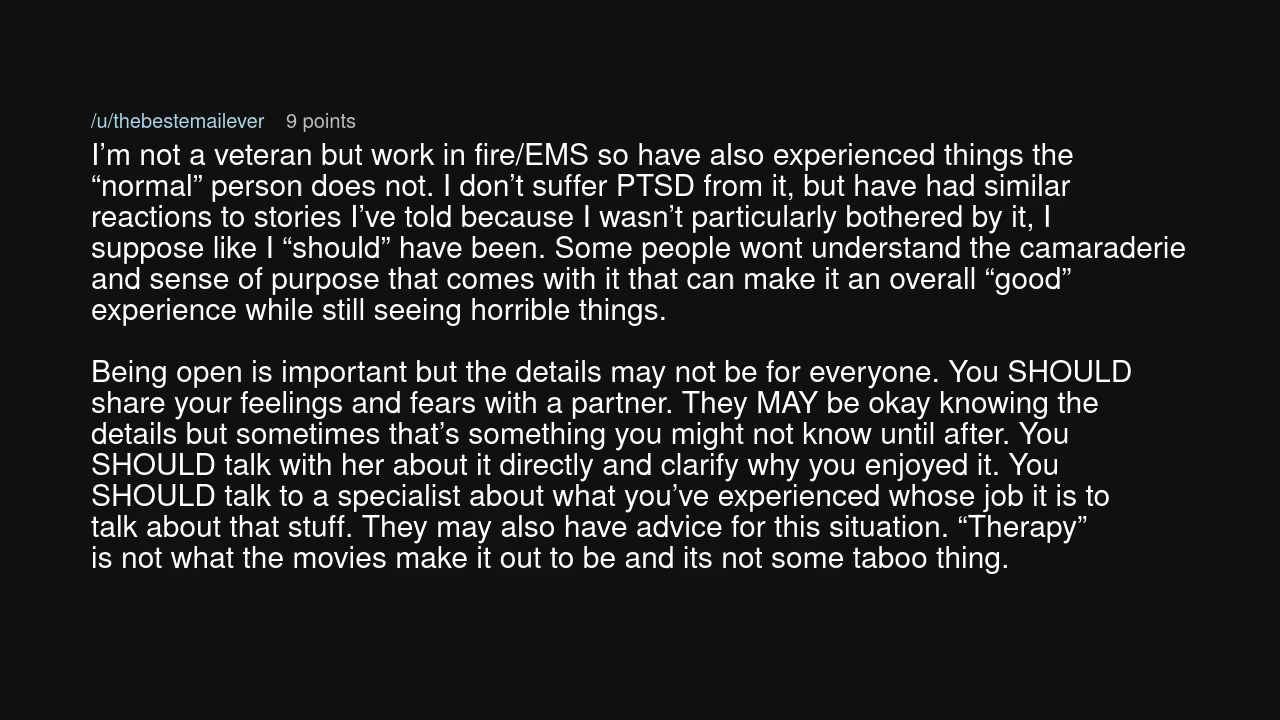 /u/thebestemailever 9 points
I’m not a veteran but work in fire/EMS so have also experienced things the
“normal” person does not. I don’t suffer PTSD from it, but have had similar
reactions to stories I’ve told because I wasn’t particularly bothered by it, I
suppose like I “should” have been. Some people wont understand the camaraderie
and sense of purpose that comes with it that can make it an overall “good”
experience while still seeing horrible things.
Being open is important but the details may not be for everyone. You SHOULD
share your feelings and fears with a partner. They MAY be okay knowing the
details but sometimes that’s something you might not know until after. You
SHOULD talk with her about it directly and clarify why you enjoyed it. You
SHOULD talk to a specialist about what you’ve experienced whose job it is to
talk about that stuff. They may also have advice for this situation. “Therapy”
is not what the movies make it out to be and its not some taboo thing.